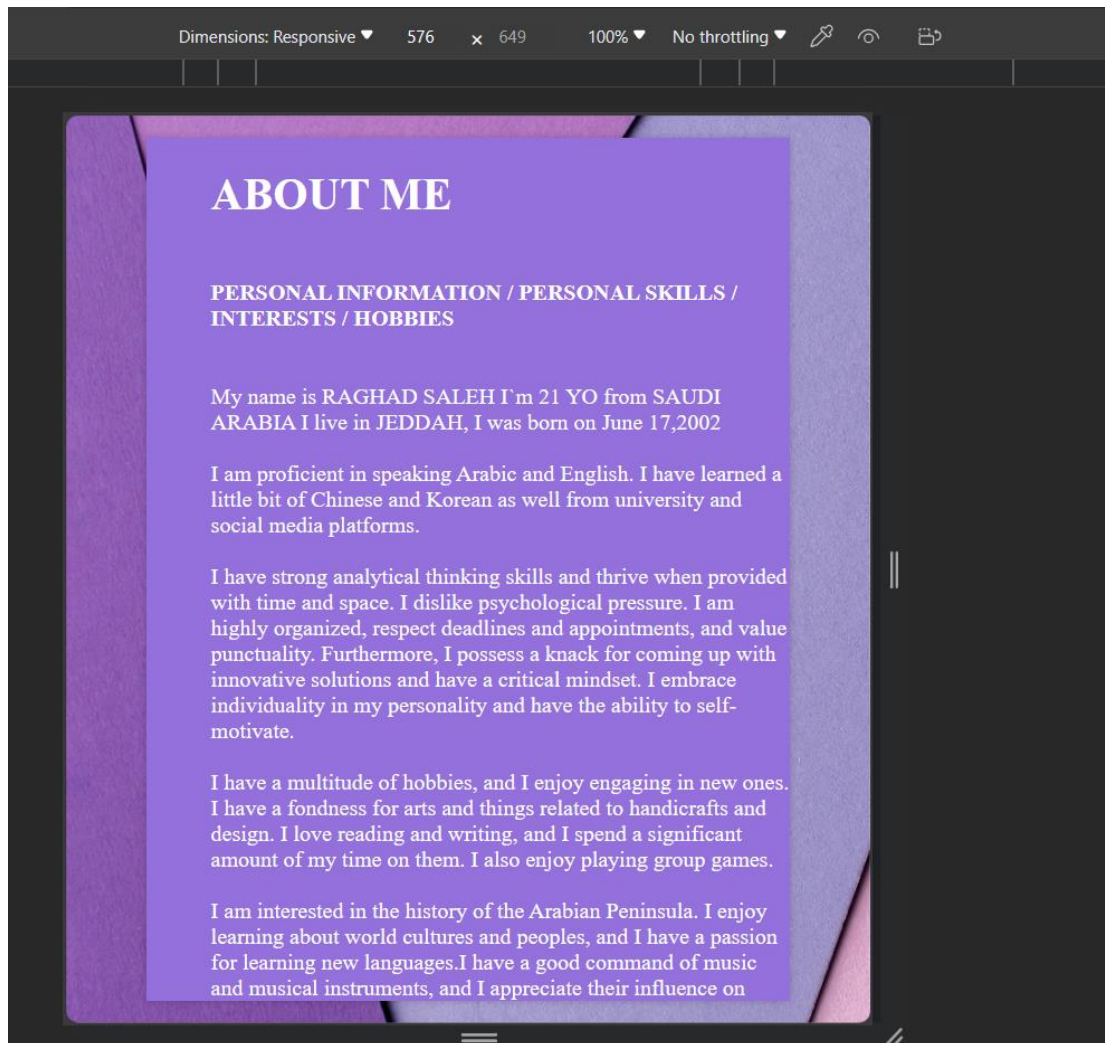 Dimensions: Responsive ▼ 576 × 649 100% ▼ No throttling ▼
ABOUT ME
PERSONAL INFORMATION / PERSONAL SKILLS /
INTERESTS / HOBBIES
My name is RAGHAD SALEH I`m 21 YO from SAUDI
ARABIA I live in JEDDAH, I was born on June 17,2002
I am proficient in speaking Arabic and English. I have learned a
little bit of Chinese and Korean as well from university and
social media platforms.
I have strong analytical thinking skills and thrive when provided
with time and space. I dislike psychological pressure. I am
highly organized, respect deadlines and appointments, and value
punctuality. Furthermore, I possess a knack for coming up with
innovative solutions and have a critical mindset. I embrace
individuality in my personality and have the ability to self-
motivate.
I have a multitude of hobbies, and I enjoy engaging in new ones.
I have a fondness for arts and things related to handicrafts and
design. I love reading and writing, and I spend a significant
amount of my time on them. I also enjoy playing group games.
I am interested in the history of the Arabian Peninsula. I enjoy
learning about world cultures and peoples, and I have a passion
for learning new languages.I have a good command of music
and musical instruments, and I appreciate their influence on